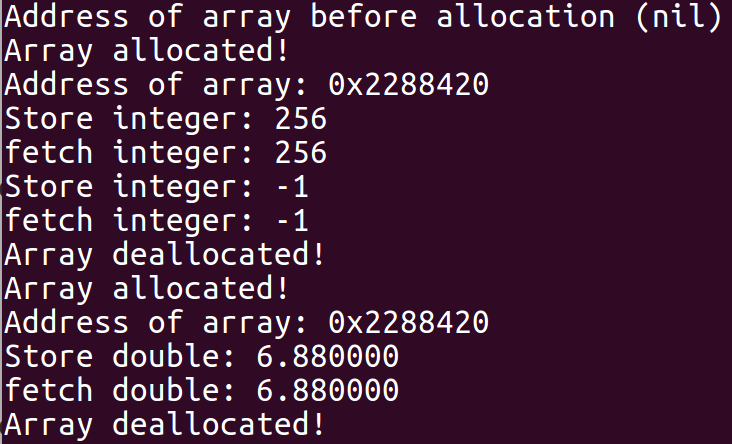 Address of array before allocation (nil)
Array allocated!
Address of array: 0x2288420
Store integer: 256
fetch integer: 256
Store integer: -1
fetch integer: -1
Array deallocated!
Array allocated!
Address of array: 0x2288420
Store double: 6.880000
fetch double: 6.880000
Array deallocated!